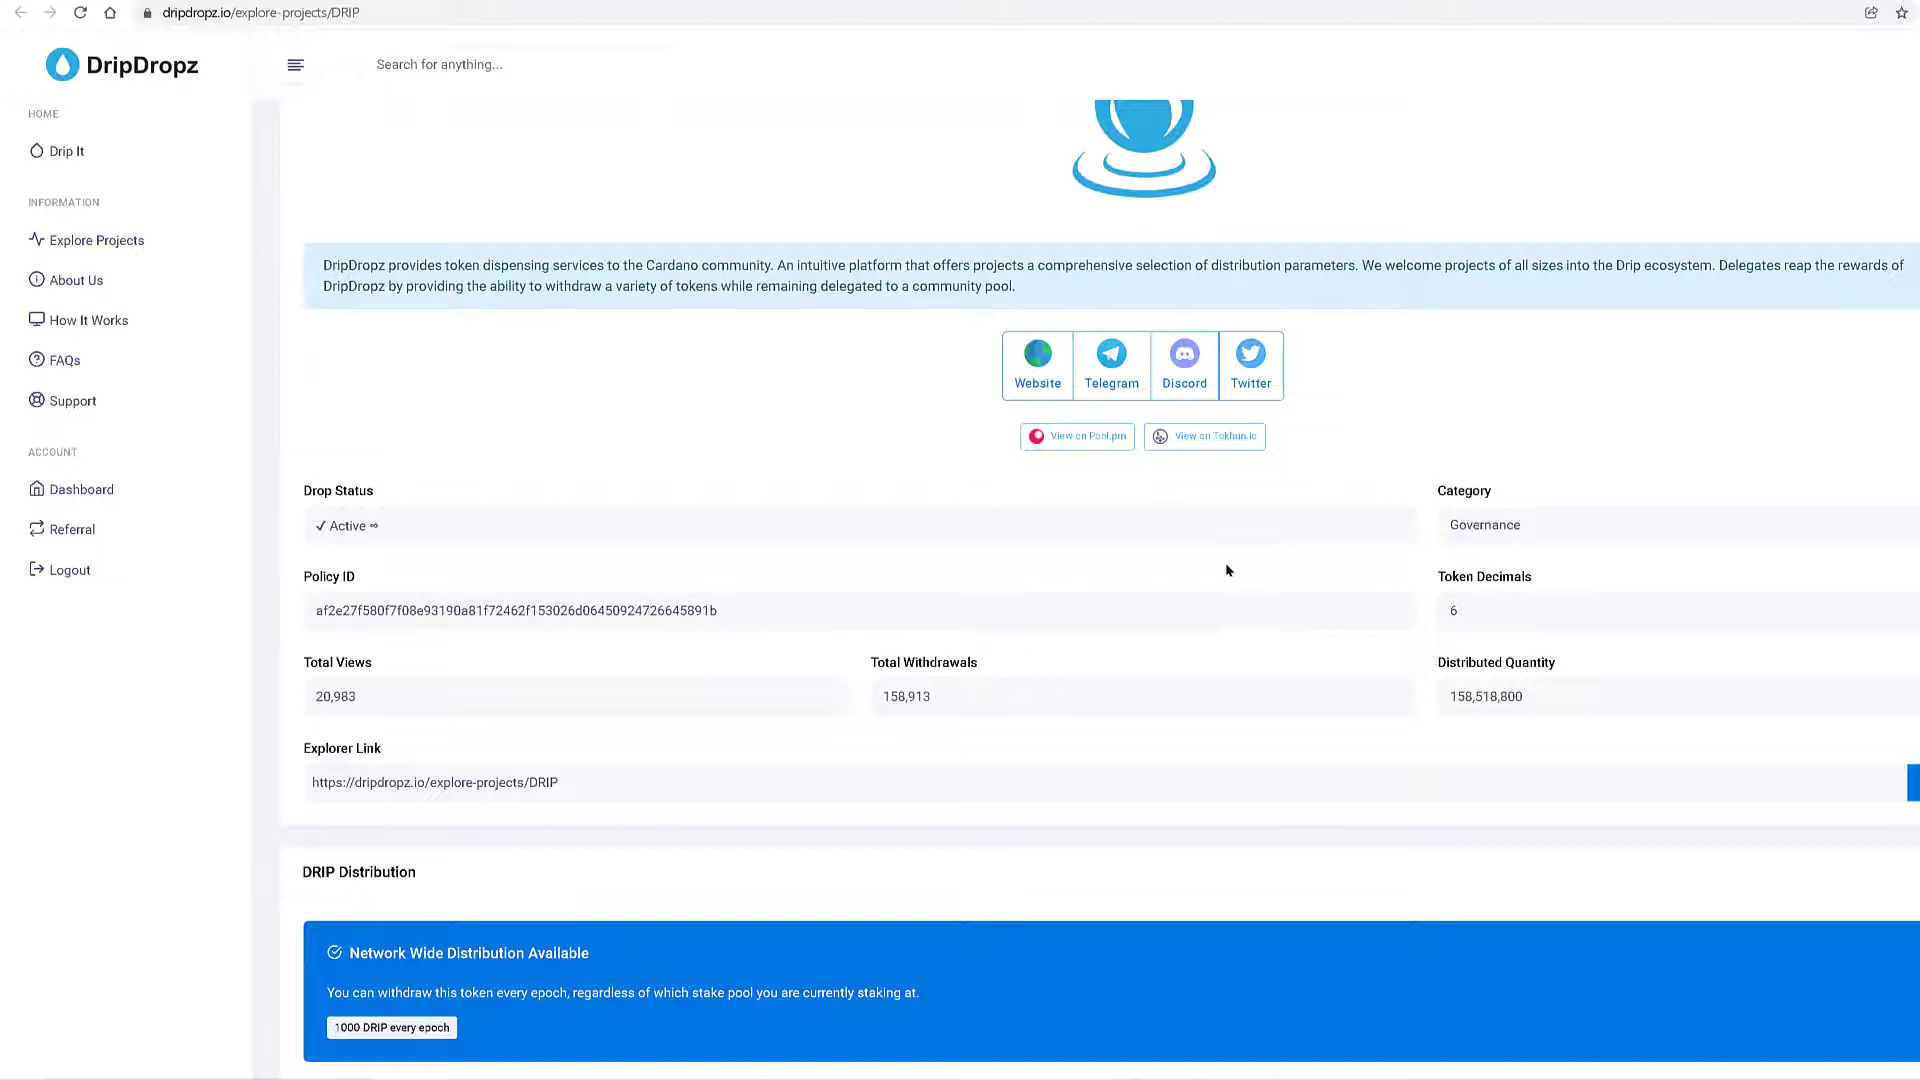 dripdropz.io/explore-projects/DRIP
DripDropz
Search for anything...
HOME
Drip It
INFORMATION
Explore Projects
About Us
How It Works
FAQs
Support
ACCOUNT
Dashboard
Referral
Logout
DripDropz provides token dispensing services to the Cardano community. An intuitive platform that offers projects a comprehensive selection of distribution parameters. We welcome projects of all sizes into the Drip ecosystem. Delegates reap the rewards of
DripDropz by providing the ability to withdraw a variety of tokens while remaining delegated to a community pool.
Website Telegram Discord Twitter
View on Pool.pm View on Tokhun.io
Drop Status Category
✓ Active ∞ Governance
Policy ID Token Decimals
af2e27f580f7f08e93190a81f72462f153026d06450924726645891b 6
Total Views Total Withdrawals Distributed Quantity
20,983 158,913 158,518,800
Explorer Link
https://dripdropz.io/explore-projects/DRIP
DRIP Distribution
Network Wide Distribution Available
You can withdraw this token every epoch, regardless of which stake pool you are currently staking at.
1000 DRIP every epoch